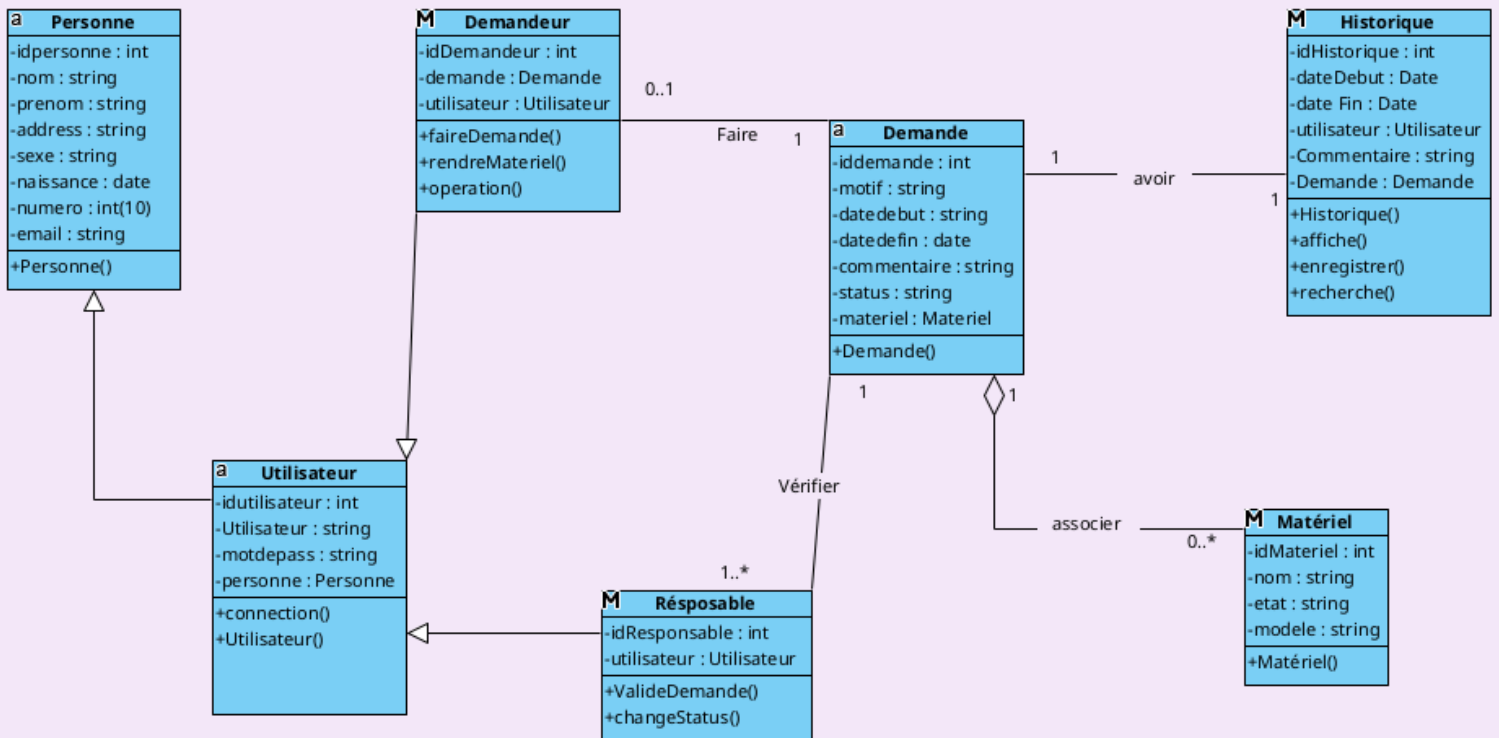 a Personne
-idpersonne : int
-nom : string
-prenom : string
-address : string
-sexe : string
-naissance : date
-numero : int(10)
-email : string
+Personne()
M Demandeur
-idDemandeur : int
-demande : Demande
-utilisateur : Utilisateur
+faireDemande()
+rendreMateriel()
+operation()
0..1
Faire
1
a Demande
-iddemande : int
-motif : string
-datedebut : string
-datedefin : date
-commentaire : string
-status : string
-materiel : Materiel
+Demande()
1
avoir
1
M Historique
-idHistorique : int
-dateDebut : Date
-date Fin : Date
-utilisateur : Utilisateur
-Commentaire : string
-Demande : Demande
+Historique()
+affiche()
+enregistrer()
+recherche()
1
Vérifier
1..*
1
associer
0..*
a Utilisateur
-idutilisateur : int
-Utilisateur : string
-motdepass : string
-personne : Personne
+connection()
+Utilisateur()
M Résposable
-idResponsable : int
-utilisateur : Utilisateur
+ValideDemande()
+changeStatus()
M Matériel
-idMateriel : int
-nom : string
-etat : string
-modele : string
+Matériel()